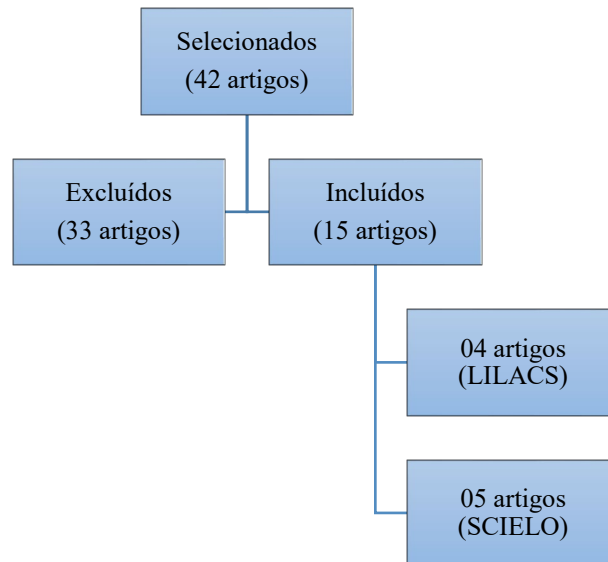 Selecionados
(42 artigos)
Excluídos
(33 artigos)
Incluídos
(15 artigos)
04 artigos
(LILACS)
05 artigos
(SCIELO)